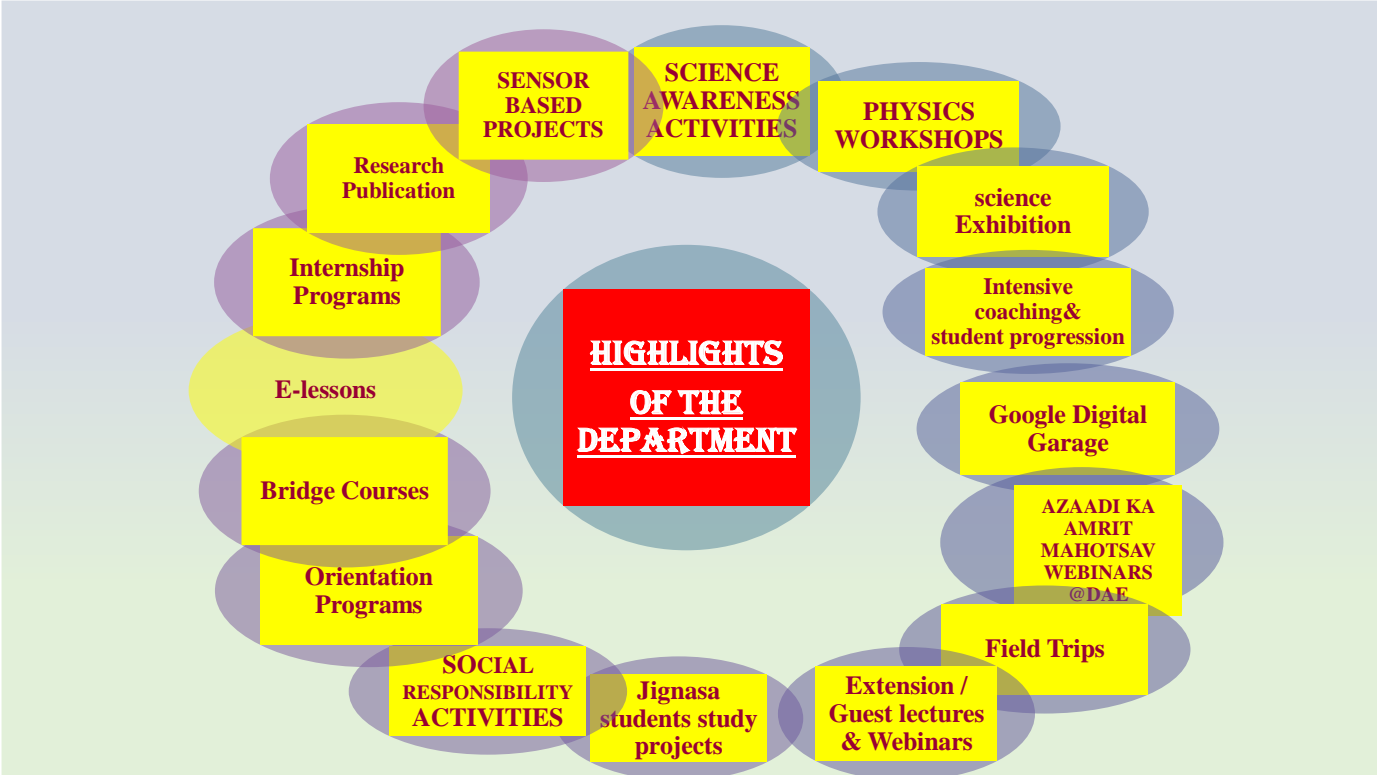 SCIENCE
AWARENESS
ACTIVITIES
PHYSICS
WORKSHOPS
science
Exhibition
Intensive
coaching&
student progression
Google Digital
Garage
AZAADI KA
AMRIT
MAHOTSAV
WEBINARS
@DAE
Field Trips
Extension /
Guest lectures
& Webinars
Jignasa
students study
projects
SOCIAL
RESPONSIBILITY
ACTIVITIES
Orientation
Programs
Bridge Courses
E-lessons
Internship
Programs
Research
Publication
SENSOR
BASED
PROJECTS
HIGHLIGHTS
OF THE
DEPARTMENT